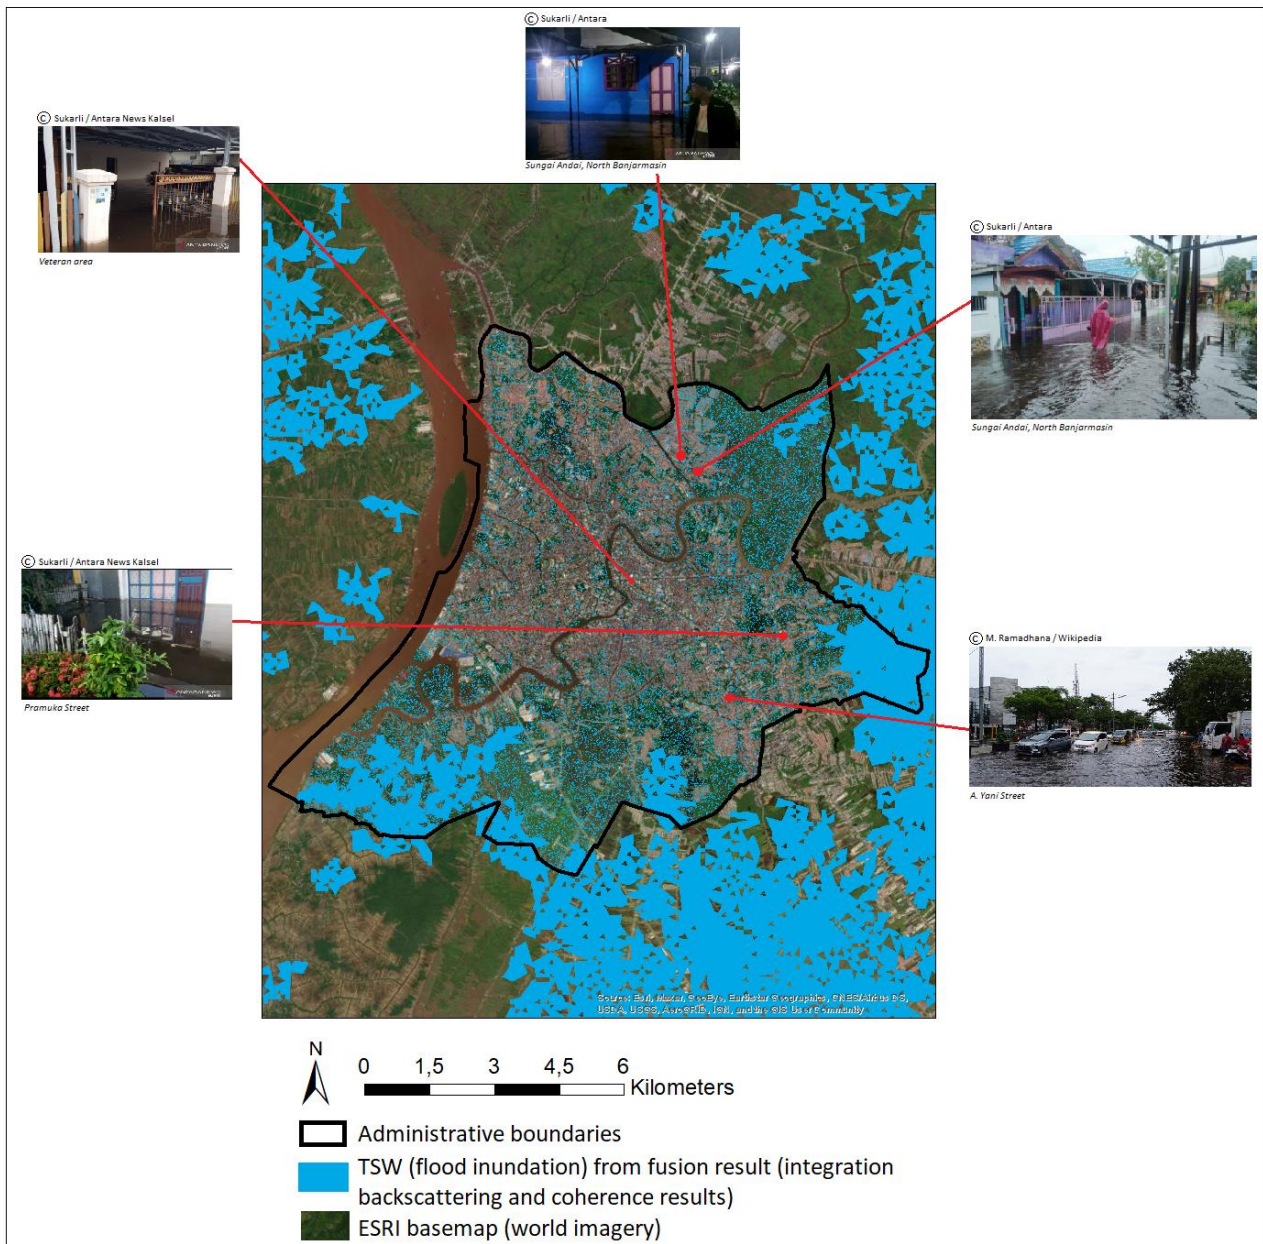 © Sukarli / Antara
Sungai Andai, North Banjarmasin
© Sukarli / Antara News Kalsel
Veteran area
© Sukarli / Antara
Sungai Andai, North Banjarmasin
© Sukarli / Antara News Kalsel
Pramuka Street
© M. Ramadhana / Wikipedia
A. Yani Street
Source: Esri, Maxar, GeoEye, Earthstar Geographics, CNES/Airbus DS,
USDA, USGS, AeroGRID, IGN, and the GIS User Community
N
0 1,5 3 4,5 6
Kilometers
Administrative boundaries
TSW (flood inundation) from fusion result (integration
backscattering and coherence results)
ESRI basemap (world imagery)